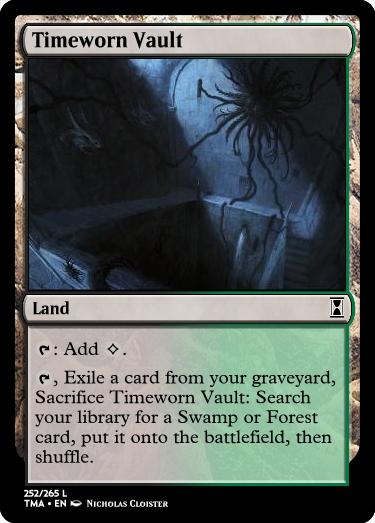 Timeworn Vault
Land
: Add .
, Exile a card from your graveyard,
Sacrifice Timeworn Vault: Search
your library for a Swamp or Forest
card, put it onto the battlefield, then
shuffle.
252/265 L
TMA • EN Nicholas Cloister